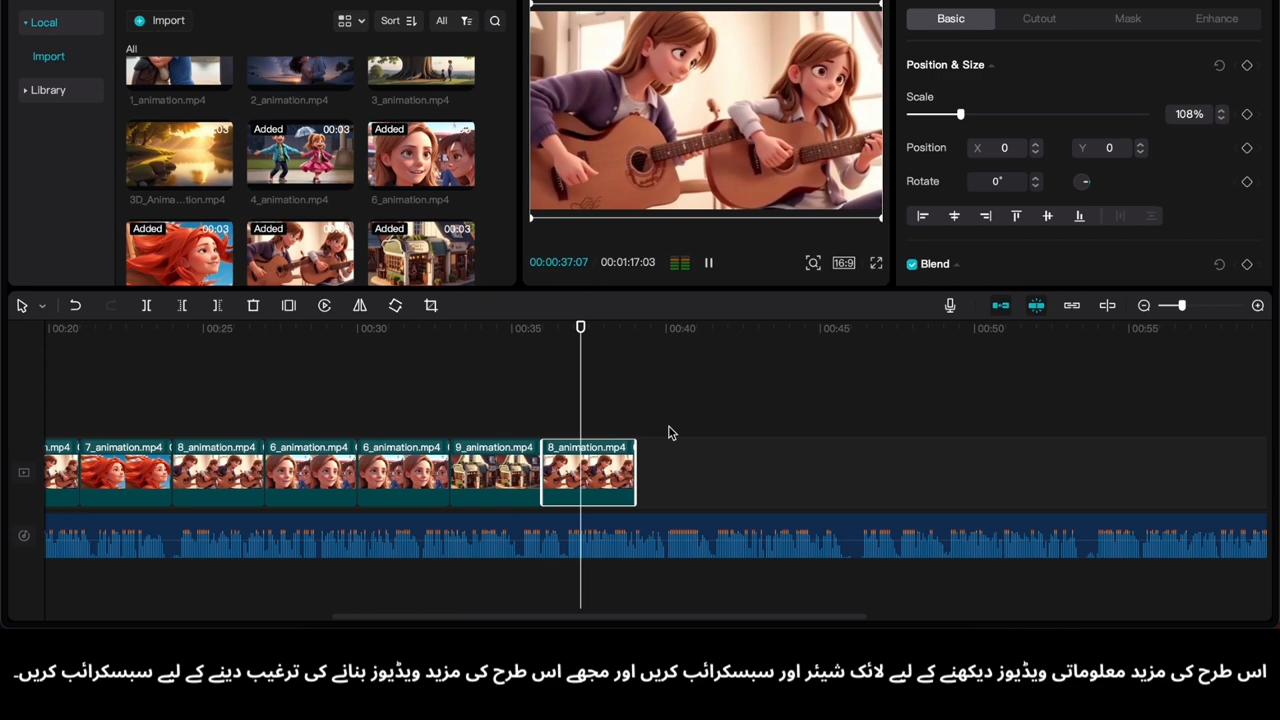 Local
Import
Library
Import
Sort
All
All
1_animation.mp4
2_animation.mp4
3_animation.mp4
Added 00:03
Added
3D_Anima...tion.mp4
4_animation.mp4
6_animation.mp4
Added 00:03
Added
Added 00:03
00:00:37:07
00:01:17:03
16:9
Basic Cutout Mask Enhance
Position & Size
Scale
108%
Position X 0 Y 0
Rotate 0°
Blend
00:20 00:25 00:30 00:35 00:40 00:45 00:50 00:55
7_animation.mp4 8_animation.mp4 6_animation.mp4 6_animation.mp4 9_animation.mp4 8_animation.mp4
اس طرح کی مزید معلوماتی ویڈیوز دیکھنے کے لیے لائک شیئر اور سبسکرائب کریں اور مجھے اس طرح کی مزید ویڈیوز بنانے کی ترغیب دینے کے لیے سبسکرائب کریں۔